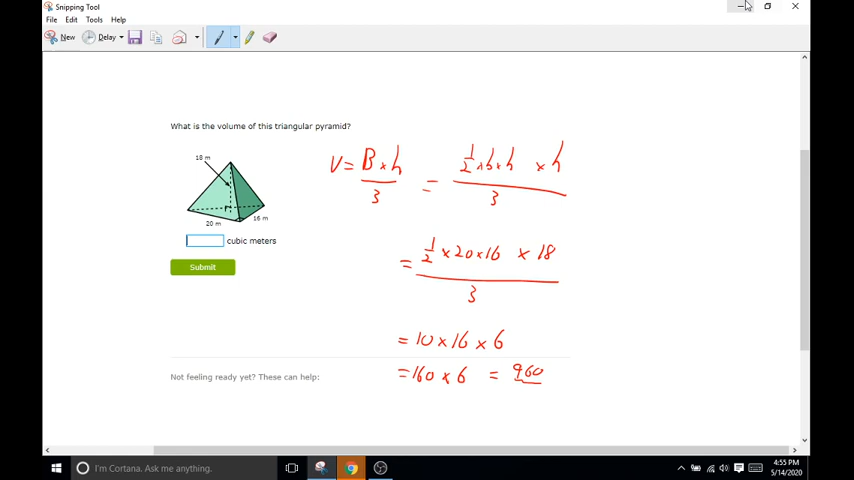 Snipping Tool
File Edit Tools Help
New Delay
What is the volume of this triangular pyramid?
18 m
20 m
16 m
cubic meters
Submit
V = B × h / 3 = 1/2 × b × h × h / 3
= 1/2 × 20 × 16 × 18 / 3
= 10 × 16 × 6
= 160 × 6 = 960
Not feeling ready yet? These can help:
I'm Cortana. Ask me anything.
4:55 PM
5/14/2020